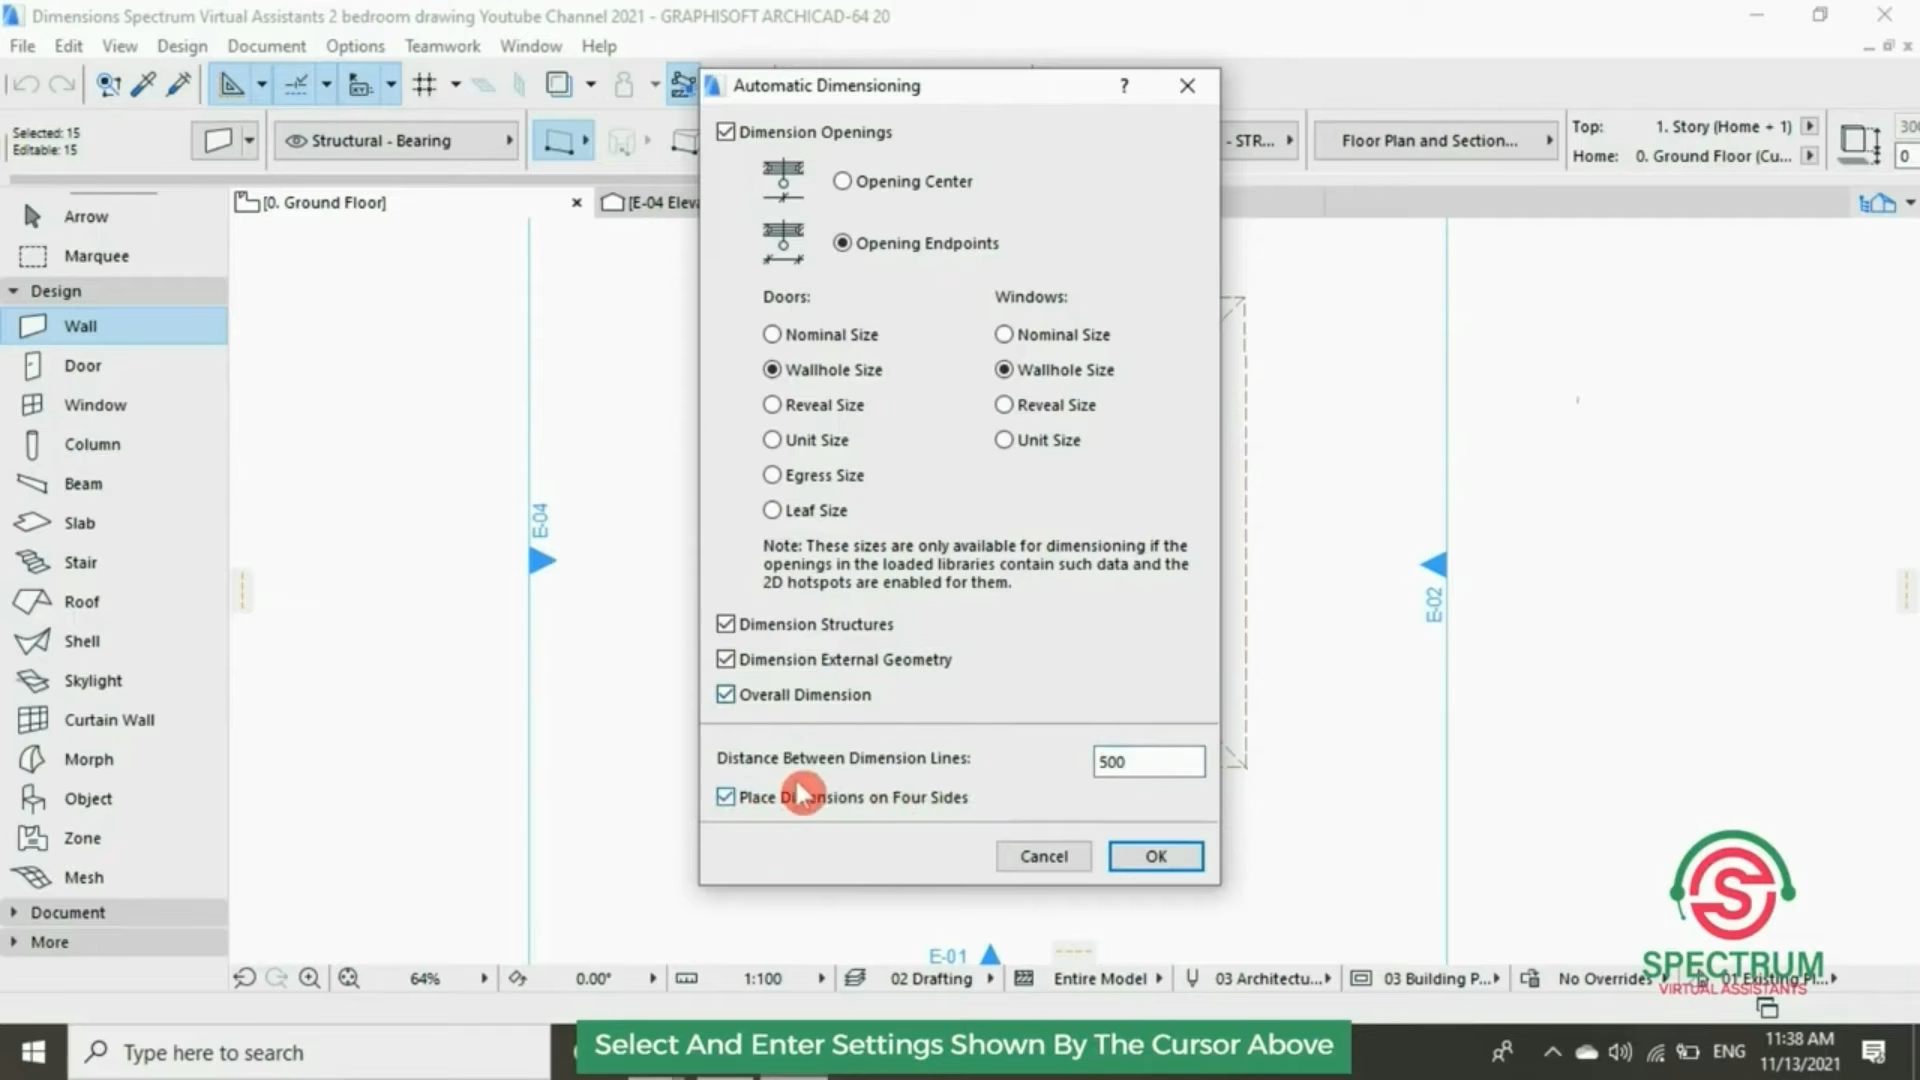 Dimensions Spectrum Virtual Assistants 2 bedroom drawing Youtube Channel 2021 - GRAPHISOFT ARCHICAD-64 20
File Edit View Design Document Options Teamwork Window Help
Selected: 15
Editable: 15
Structural - Bearing
- STR...
Floor Plan and Section...
Top: 1. Story (Home + 1)
Home: 0. Ground Floor (Cu...
300
0
[0. Ground Floor]
[E-04 Eleva
Arrow
Marquee
Design
Wall
Door
Window
Column
Beam
Slab
Stair
Roof
Shell
Skylight
Curtain Wall
Morph
Object
Zone
Mesh
Document
More
Automatic Dimensioning ?
Dimension Openings
Opening Center
Opening Endpoints
Doors: Windows:
Nominal Size Nominal Size
Wallhole Size Wallhole Size
Reveal Size Reveal Size
Unit Size Unit Size
Egress Size
Leaf Size
Note: These sizes are only available for dimensioning if the
openings in the loaded libraries contain such data and the
2D hotspots are enabled for them.
Dimension Structures
Dimension External Geometry
Overall Dimension
Distance Between Dimension Lines: 500
Place Dimensions on Four Sides
Cancel OK
E-04
E-02
E-01
64% 0.00° 1:100 02 Drafting Entire Model 03 Architectu... 03 Building P... No Overrides 01 Existing Pl...
S
SPECTRUM
VIRTUAL ASSISTANTS
Type here to search
Select And Enter Settings Shown By The Cursor Above
ENG
11:38 AM
11/13/2021